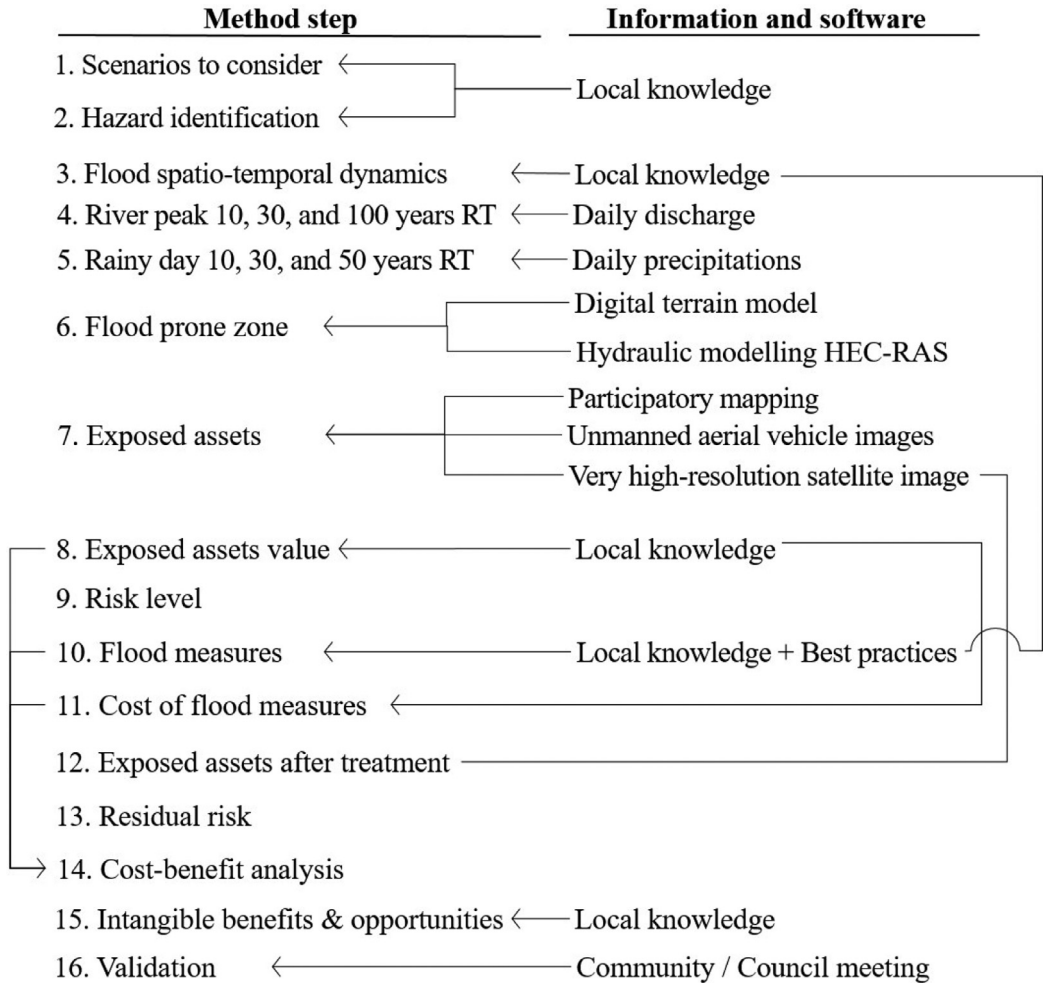 Method step Information and software
1. Scenarios to consider
Local knowledge
2. Hazard identification
3. Flood spatio-temporal dynamics Local knowledge
4. River peak 10, 30, and 100 years RT Daily discharge
5. Rainy day 10, 30, and 50 years RT Daily precipitations
Digital terrain model
6. Flood prone zone
Hydraulic modelling HEC-RAS
Participatory mapping
7. Exposed assets Unmanned aerial vehicle images
Very high-resolution satellite image
8. Exposed assets value Local knowledge
9. Risk level
10. Flood measures Local knowledge + Best practices
11. Cost of flood measures
12. Exposed assets after treatment
13. Residual risk
14. Cost-benefit analysis
15. Intangible benefits & opportunities Local knowledge
16. Validation Community / Council meeting